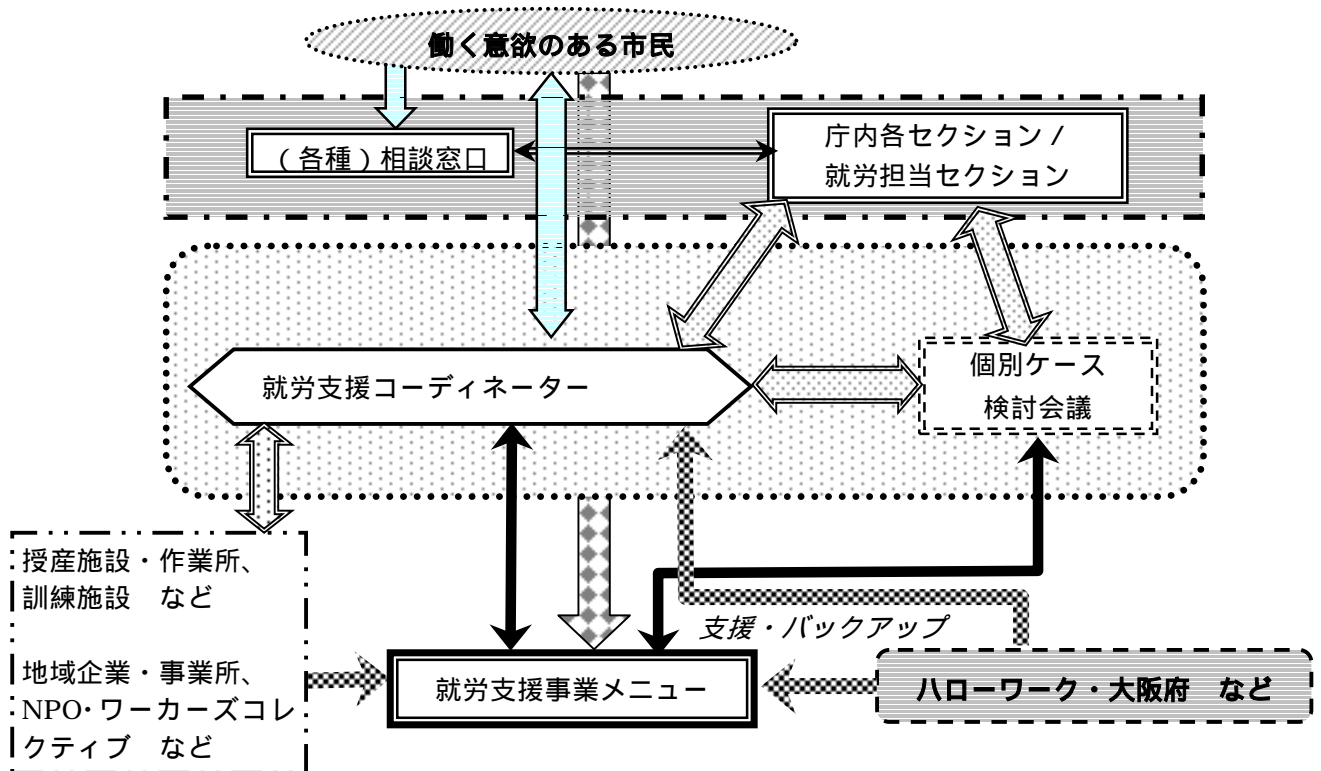 働く意欲のある市民
(各種)相談窓口
庁内各セクション/
就労担当セクション
就労支援コーディネーター
個別ケース
検討会議
授産施設・作業所、
訓練施設　など
地域企業・事業所、
NPO・ワーカーズコレ
クティブ　など
支援・バックアップ
就労支援事業メニュー
ハローワーク・大阪府　など